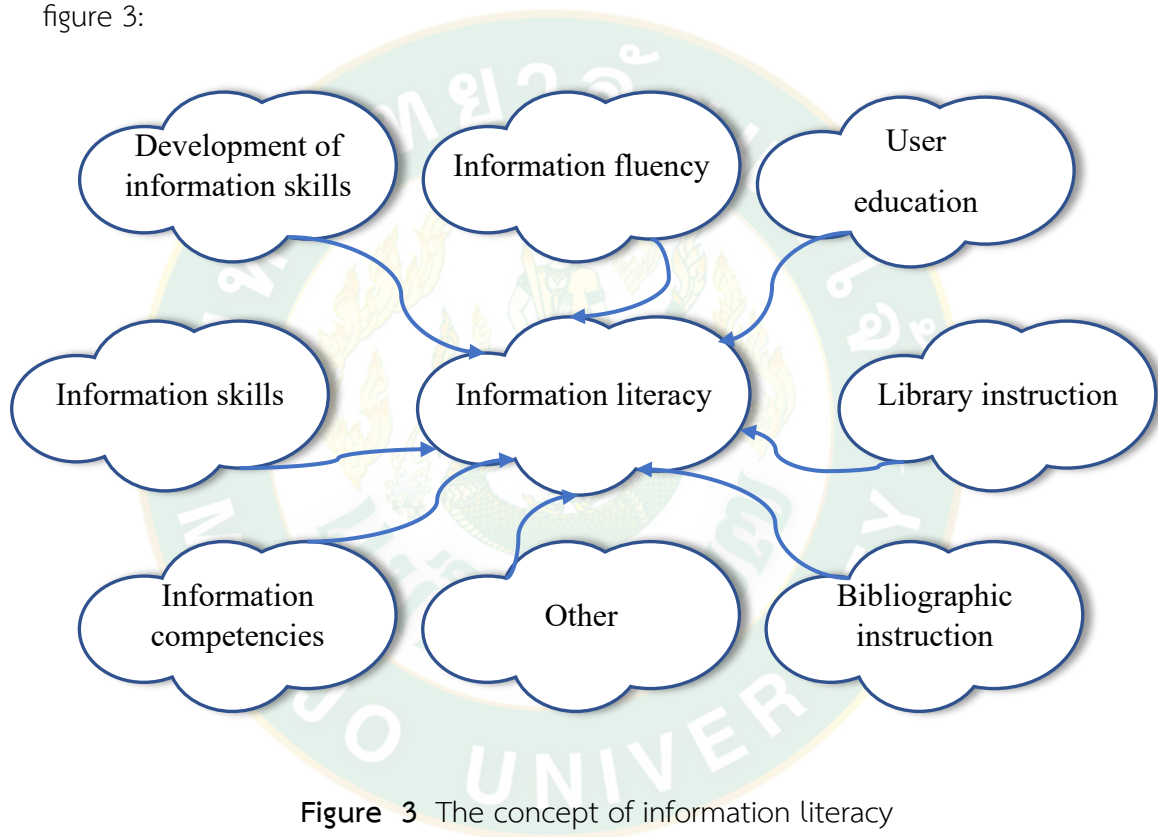 figure 3:
Development of
information skills
Information fluency
User
education
Information skills
Information literacy
Library instruction
Information
competencies
Other
Bibliographic
instruction
UNIVER
Figure 3 The concept of information literacy